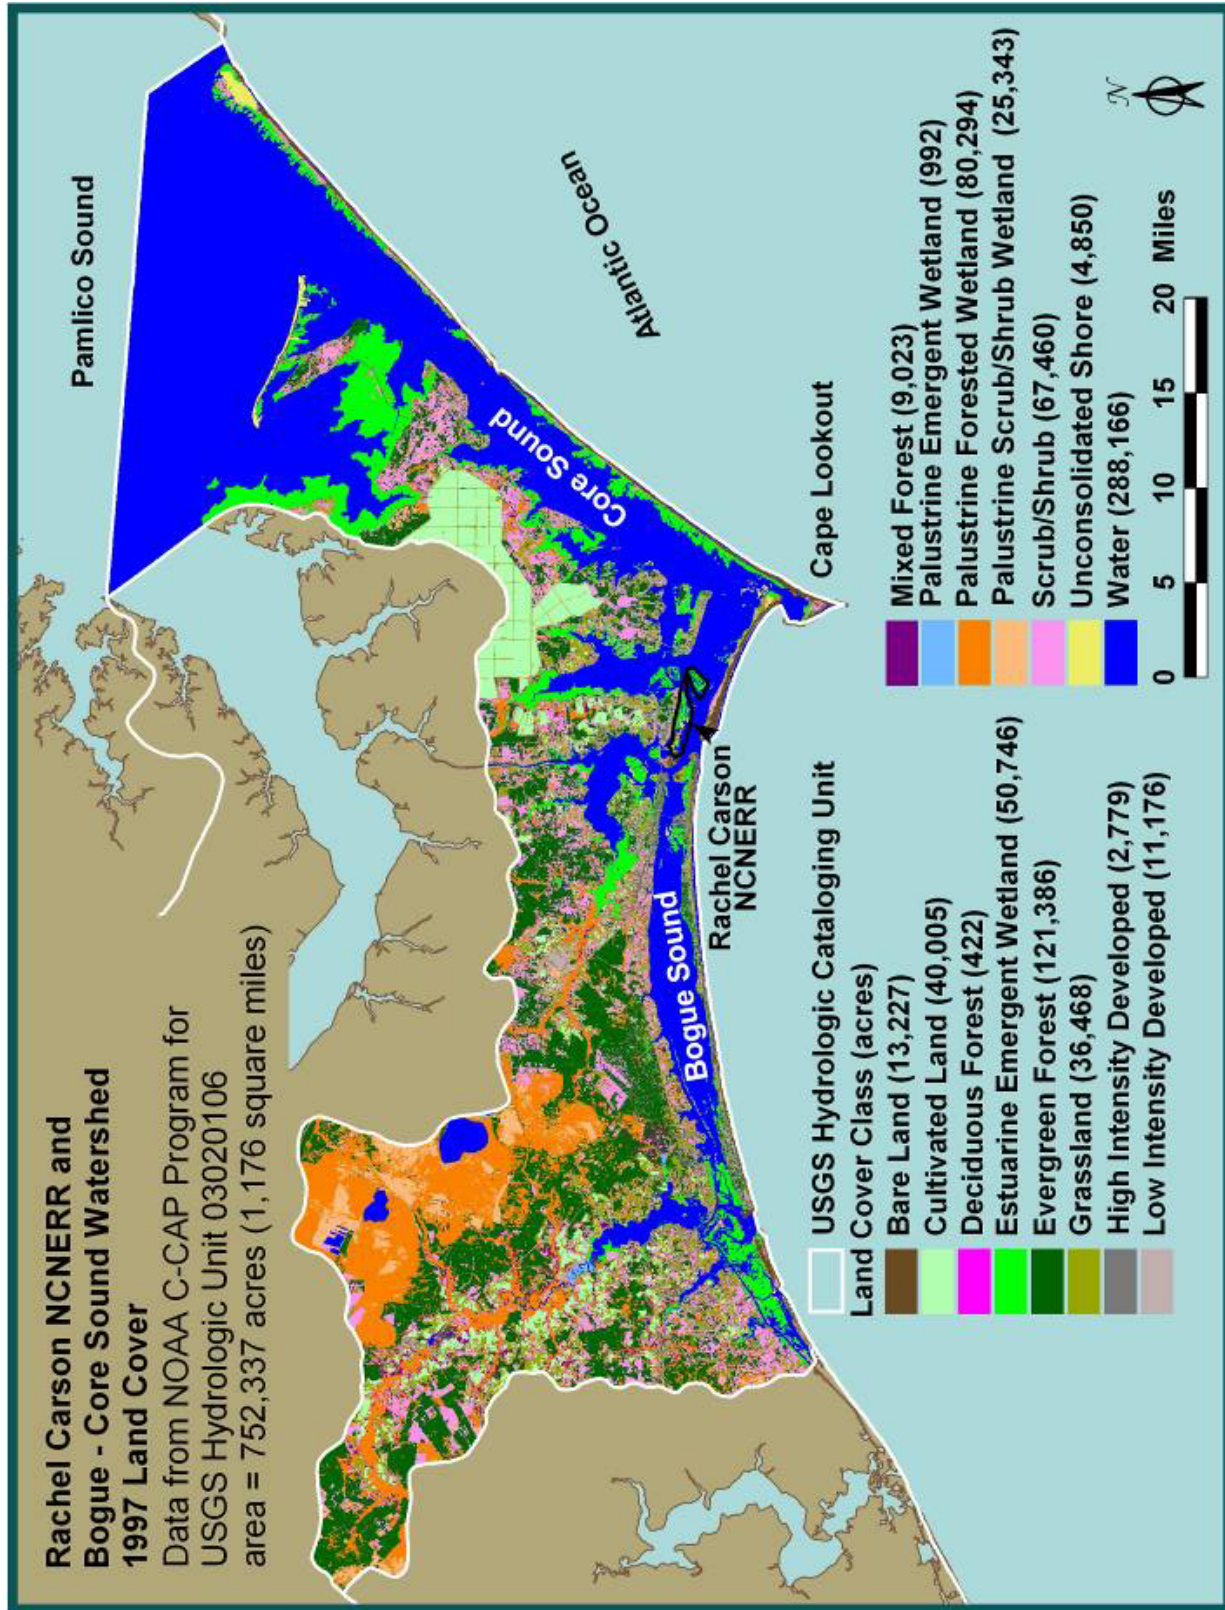 Rachel Carson NCNERR and
Bogue - Core Sound Watershed
1997 Land Cover
Data from NOAA C-CAP Program for
USGS Hydrologic Unit 03020106
area = 752,337 acres (1,176 square miles)
Pamlico Sound
Atlantic Ocean
Core Sound
Bogue Sound
Cape Lookout
Rachel Carson
NCNERR
USGS Hydrologic Cataloging Unit
Land Cover Class (acres)
Bare Land (13,227)
Cultivated Land (40,005)
Deciduous Forest (422)
Estuarine Emergent Wetland (50,746)
Evergreen Forest (121,386)
Grassland (36,468)
High Intensity Developed (2,779)
Low Intensity Developed (11,176)
Mixed Forest (9,023)
Palustrine Emergent Wetland (992)
Palustrine Forested Wetland (80,294)
Palustrine Scrub/Shrub Wetland (25,343)
Scrub/Shrub (67,460)
Unconsolidated Shore (4,850)
Water (288,166)
N
0 5 10 15 20 Miles